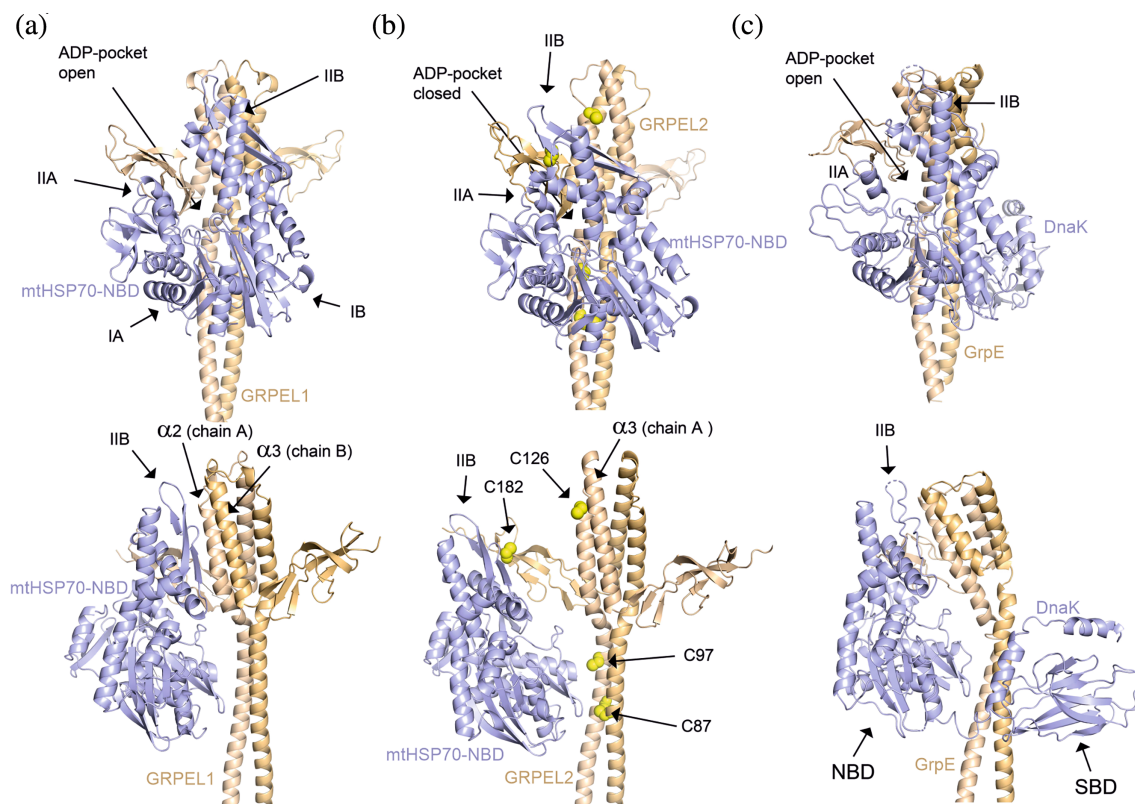 (a)
ADP-pocket
open
IIB
IIA
mtHSP70-NBD
IA
IB
GRPEL1
α2 (chain A)
IIB
α3 (chain B)
mtHSP70-NBD
GRPEL1
(b)
IIB
ADP-pocket
closed
GRPEL2
IIA
mtHSP70-NBD
α3 (chain A )
C126
IIB
C182
C97
C87
mtHSP70-NBD
GRPEL2
(c)
ADP-pocket
open
IIB
IIA
DnaK
GrpE
IIB
DnaK
NBD
GrpE
SBD